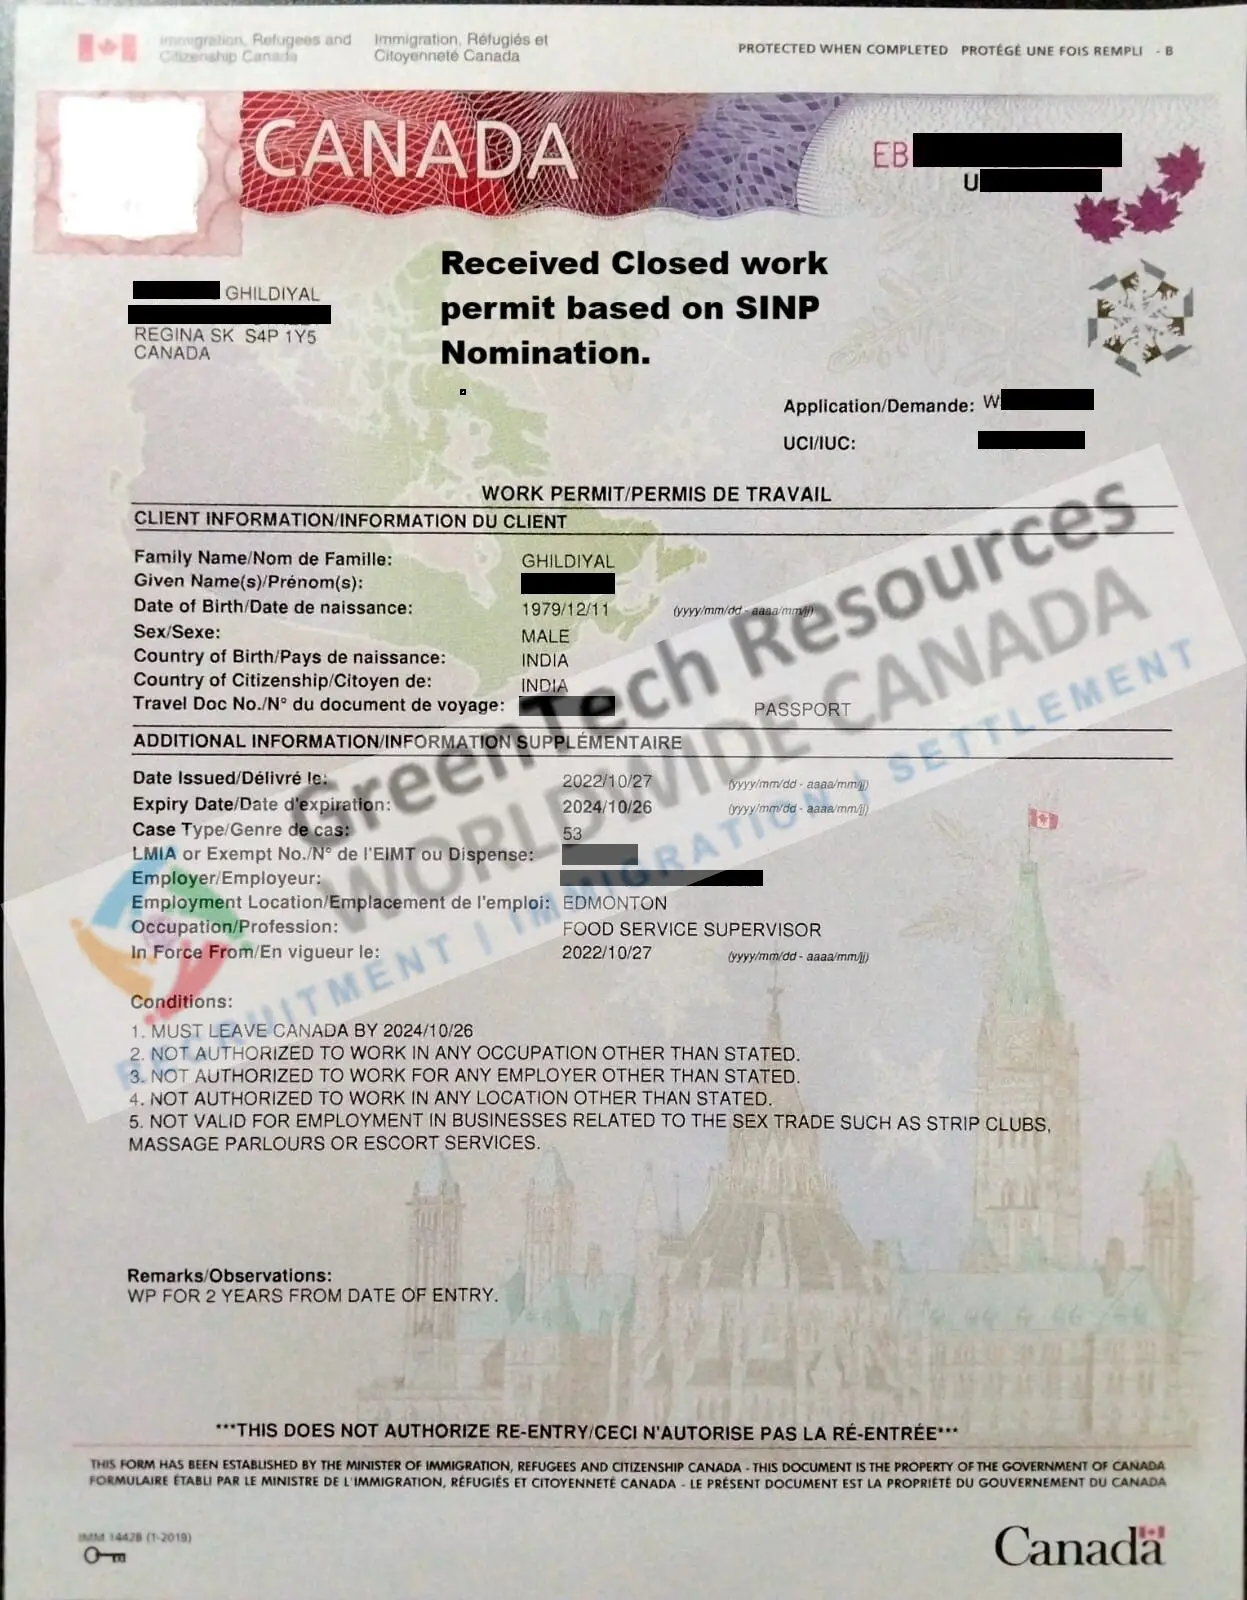 Immigration, Refugees and Citizenship Canada
Immigration, Réfugiés et Citoyenneté Canada
PROTECTED WHEN COMPLETED PROTÉGÉ UNE FOIS REMPLI - B
CANADA
EB
U
Received Closed work
permit based on SINP
Nomination.
GHILDIYAL
REGINA SK S4P 1Y5
CANADA
Application/Demande: W
UCI/IUC:
WORK PERMIT/PERMIS DE TRAVAIL
CLIENT INFORMATION/INFORMATION DU CLIENT
Family Name/Nom de Famille: GHILDIYAL
Given Name(s)/Prénom(s):
Date of Birth/Date de naissance: 1979/12/11 (yyyy/mm/dd - aaaa/mm/jj)
Sex/Sexe: MALE
Country of Birth/Pays de naissance: INDIA
Country of Citizenship/Citoyen de: INDIA
Travel Doc No./N° du document de voyage: PASSPORT
ADDITIONAL INFORMATION/INFORMATION SUPPLÉMENTAIRE
Date Issued/Délivré le: 2022/10/27 (yyyy/mm/dd - aaaa/mm/jj)
Expiry Date/Date d'expiration: 2024/10/26 (yyyy/mm/dd - aaaa/mm/jj)
Case Type/Genre de cas: 53
LMIA or Exempt No./N° de l'EIMT ou Dispense:
Employer/Employeur:
Employment Location/Emplacement de l'emploi: EDMONTON
Occupation/Profession: FOOD SERVICE SUPERVISOR
In Force From/En vigueur le: 2022/10/27 (yyyy/mm/dd - aaaa/mm/jj)
GreenTech Resources
WORLDWIDE CANADA
RECRUITMENT | IMMIGRATION | SETTLEMENT
Conditions:
1. MUST LEAVE CANADA BY 2024/10/26
2. NOT AUTHORIZED TO WORK IN ANY OCCUPATION OTHER THAN STATED.
3. NOT AUTHORIZED TO WORK FOR ANY EMPLOYER OTHER THAN STATED.
4. NOT AUTHORIZED TO WORK IN ANY LOCATION OTHER THAN STATED.
5. NOT VALID FOR EMPLOYMENT IN BUSINESSES RELATED TO THE SEX TRADE SUCH AS STRIP CLUBS,
MASSAGE PARLOURS OR ESCORT SERVICES.
Remarks/Observations:
WP FOR 2 YEARS FROM DATE OF ENTRY.
***THIS DOES NOT AUTHORIZE RE-ENTRY/CECI N'AUTORISE PAS LA RÉ-ENTRÉE***
THIS FORM HAS BEEN ESTABLISHED BY THE MINISTER OF IMMIGRATION, REFUGEES AND CITIZENSHIP CANADA - THIS DOCUMENT IS THE PROPERTY OF THE GOVERNMENT OF CANADA
FORMULAIRE ÉTABLI PAR LE MINISTRE DE L'IMMIGRATION, RÉFUGIÉS ET CITOYENNETÉ CANADA - LE PRÉSENT DOCUMENT EST LA PROPRIÉTÉ DU GOUVERNEMENT DU CANADA
IMM 1442B (1-2019)
Canada